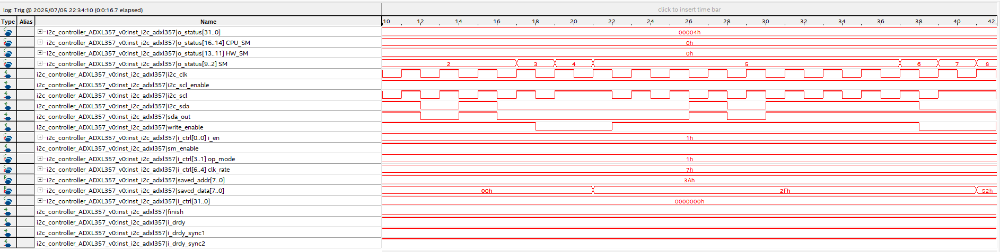 log: Trig @ 2025/07/05 22:34:10 (0:0:16.7 elapsed) click to insert time bar
Type Alias Name 10 12 14 16 18 20 22 24 26 28 30 32 34 36 38 40 42
i2c_controller_ADXL357_v0:inst_i2c_adxl357|o_status[31..0] 00004h
i2c_controller_ADXL357_v0:inst_i2c_adxl357|o_status[16..14] CPU_SM 0h
i2c_controller_ADXL357_v0:inst_i2c_adxl357|o_status[13..11] HW_SM 0h
i2c_controller_ADXL357_v0:inst_i2c_adxl357|o_status[9..2] SM 2 3 4 5 6 7 8
i2c_controller_ADXL357_v0:inst_i2c_adxl357|i2c_clk
i2c_controller_ADXL357_v0:inst_i2c_adxl357|i2c_scl_enable
i2c_controller_ADXL357_v0:inst_i2c_adxl357|i2c_scl
i2c_controller_ADXL357_v0:inst_i2c_adxl357|i2c_sda
i2c_controller_ADXL357_v0:inst_i2c_adxl357|sda_out
i2c_controller_ADXL357_v0:inst_i2c_adxl357|write_enable
i2c_controller_ADXL357_v0:inst_i2c_adxl357|i_ctrl[0..0] i_en 1h
i2c_controller_ADXL357_v0:inst_i2c_adxl357|sm_enable
i2c_controller_ADXL357_v0:inst_i2c_adxl357|i_ctrl[3..1] op_mode 1h
i2c_controller_ADXL357_v0:inst_i2c_adxl357|i_ctrl[6..4] clk_rate 7h
i2c_controller_ADXL357_v0:inst_i2c_adxl357|saved_addr[7..0] 3Ah
i2c_controller_ADXL357_v0:inst_i2c_adxl357|saved_data[7..0] 00h 2Fh 52h
i2c_controller_ADXL357_v0:inst_i2c_adxl357|i_ctrl[31..0] 0000000h
i2c_controller_ADXL357_v0:inst_i2c_adxl357|finish
i2c_controller_ADXL357_v0:inst_i2c_adxl357|i_drdy
i2c_controller_ADXL357_v0:inst_i2c_adxl357|i_drdy_sync1
i2c_controller_ADXL357_v0:inst_i2c_adxl357|i_drdy_sync2